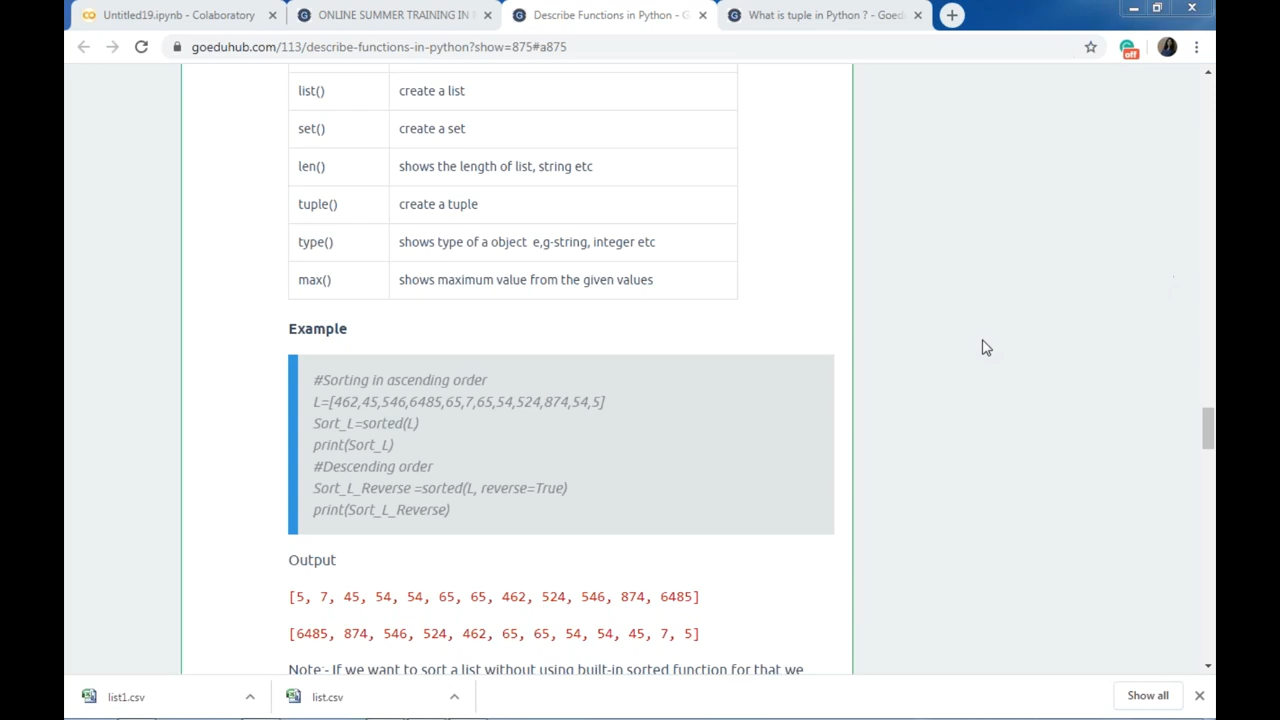 Untitled19.ipynb - Colaboratory
ONLINE SUMMER TRAINING IN
Describe Functions in Python - G
What is tuple in Python ? - Goed
goeduhub.com/113/describe-functions-in-python?show=875#a875
off
list() create a list
set() create a set
len() shows the length of list, string etc
tuple() create a tuple
type() shows type of a object e,g-string, integer etc
max() shows maximum value from the given values
Example
#Sorting in ascending order
L=[462,45,546,6485,65,7,65,54,524,874,54,5]
Sort_L=sorted(L)
print(Sort_L)
#Descending order
Sort_L_Reverse =sorted(L, reverse=True)
print(Sort_L_Reverse)
Output
[5, 7, 45, 54, 54, 65, 65, 462, 524, 546, 874, 6485]
[6485, 874, 546, 524, 462, 65, 65, 54, 54, 45, 7, 5]
Note:- If we want to sort a list without using built-in sorted function for that we
list1.csv
list.csv
Show all